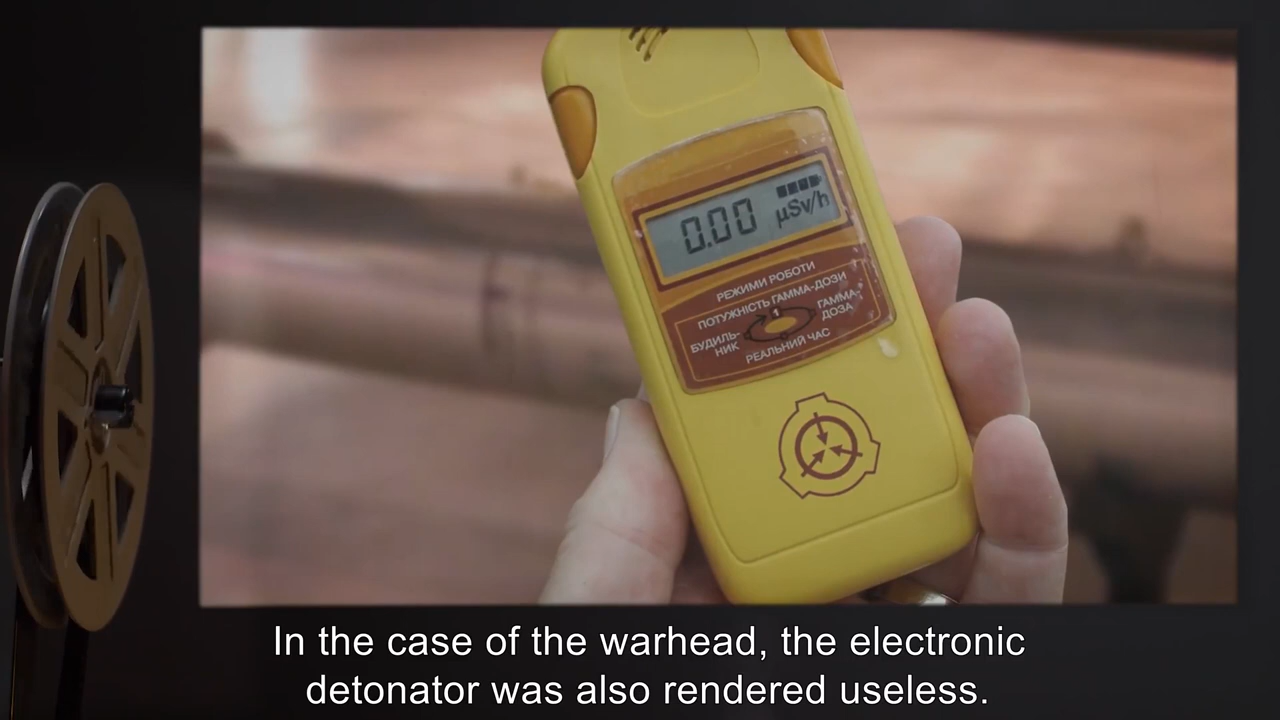 0.00 µSv/h
РЕЖИМИ РОБОТИ
ПОТУЖНІСТЬ ГАММА-ДОЗИ
1
БУДИЛЬ-
НИК
ГАММА-
ДОЗА
РЕАЛЬНИЙ ЧАС
In the case of the warhead, the electronic
detonator was also rendered useless.